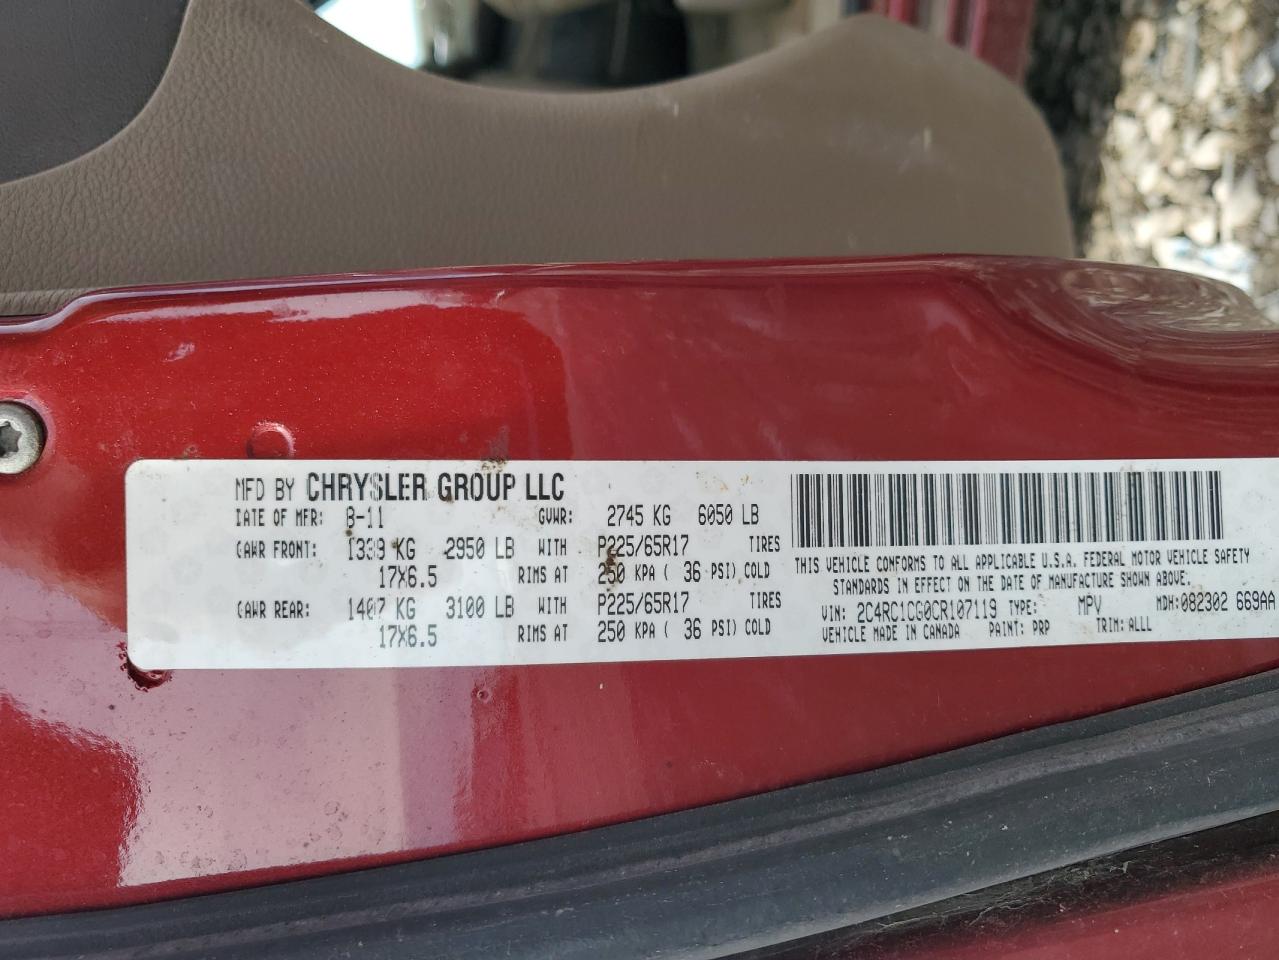 MFD BY CHRYSLER GROUP LLC
DATE OF MFR: 8-11 GVWR: 2745 KG 6050 LB
GAWR FRONT: 1339 KG 2950 LB WITH P225/65R17 TIRES
17X6.5 RIMS AT 250 KPA ( 36 PSI) COLD
GAWR REAR: 1407 KG 3100 LB WITH P225/65R17 TIRES
17X6.5 RIMS AT 250 KPA ( 36 PSI) COLD
THIS VEHICLE CONFORMS TO ALL APPLICABLE U.S.A. FEDERAL MOTOR VEHICLE SAFETY
STANDARDS IN EFFECT ON THE DATE OF MANUFACTURE SHOWN ABOVE.
VIN: 2C4RC1CG0CR107119 TYPE: MPV MDH: 082302 669AA
VEHICLE MADE IN CANADA PAINT: PRP TRIM: ALLL